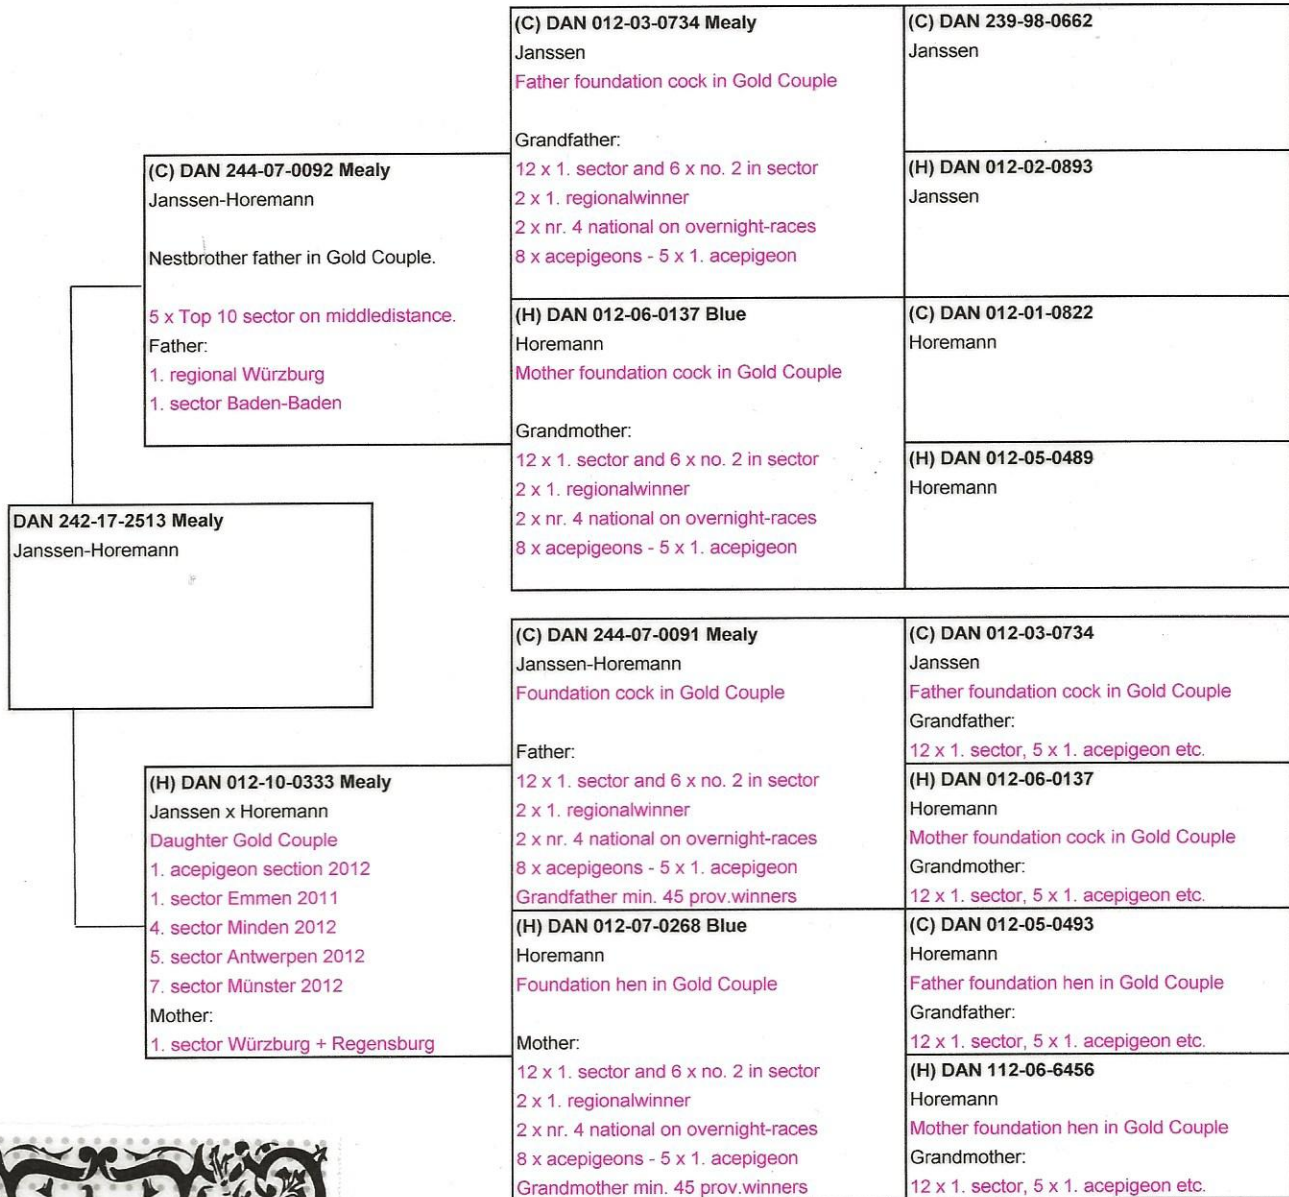 DAN 242-17-2513 Mealy
Janssen-Horemann
(C) DAN 244-07-0092 Mealy
Janssen-Horemann
Nestbrother father in Gold Couple.
5 x Top 10 sector on middledistance.
Father:
1. regional Würzburg
1. sector Baden-Baden
(H) DAN 012-10-0333 Mealy
Janssen x Horemann
Daughter Gold Couple
1. acepigeon section 2012
1. sector Emmen 2011
4. sector Minden 2012
5. sector Antwerpen 2012
7. sector Münster 2012
Mother:
1. sector Würzburg + Regensburg
(C) DAN 012-03-0734 Mealy
Janssen
Father foundation cock in Gold Couple
Grandfather:
12 x 1. sector and 6 x no. 2 in sector
2 x 1. regionalwinner
2 x nr. 4 national on overnight-races
8 x acepigeons - 5 x 1. acepigeon
(H) DAN 012-06-0137 Blue
Horemann
Mother foundation cock in Gold Couple
Grandmother:
12 x 1. sector and 6 x no. 2 in sector
2 x 1. regionalwinner
2 x nr. 4 national on overnight-races
8 x acepigeons - 5 x 1. acepigeon
(C) DAN 244-07-0091 Mealy
Janssen-Horemann
Foundation cock in Gold Couple
Father:
12 x 1. sector and 6 x no. 2 in sector
2 x 1. regionalwinner
2 x nr. 4 national on overnight-races
8 x acepigeons - 5 x 1. acepigeon
Grandfather min. 45 prov.winners
(H) DAN 012-07-0268 Blue
Horemann
Foundation hen in Gold Couple
Mother:
12 x 1. sector and 6 x no. 2 in sector
2 x 1. regionalwinner
2 x nr. 4 national on overnight-races
8 x acepigeons - 5 x 1. acepigeon
Grandmother min. 45 prov.winners
(C) DAN 239-98-0662
Janssen
(H) DAN 012-02-0893
Janssen
(C) DAN 012-01-0822
Horemann
(H) DAN 012-05-0489
Horemann
(C) DAN 012-03-0734
Janssen
Father foundation cock in Gold Couple
Grandfather:
12 x 1. sector, 5 x 1. acepigeon etc.
(H) DAN 012-06-0137
Horemann
Mother foundation cock in Gold Couple
Grandmother:
12 x 1. sector, 5 x 1. acepigeon etc.
(C) DAN 012-05-0493
Horemann
Father foundation hen in Gold Couple
Grandfather:
12 x 1. sector, 5 x 1. acepigeon etc.
(H) DAN 112-06-6456
Horemann
Mother foundation hen in Gold Couple
Grandmother:
12 x 1. sector, 5 x 1. acepigeon etc.